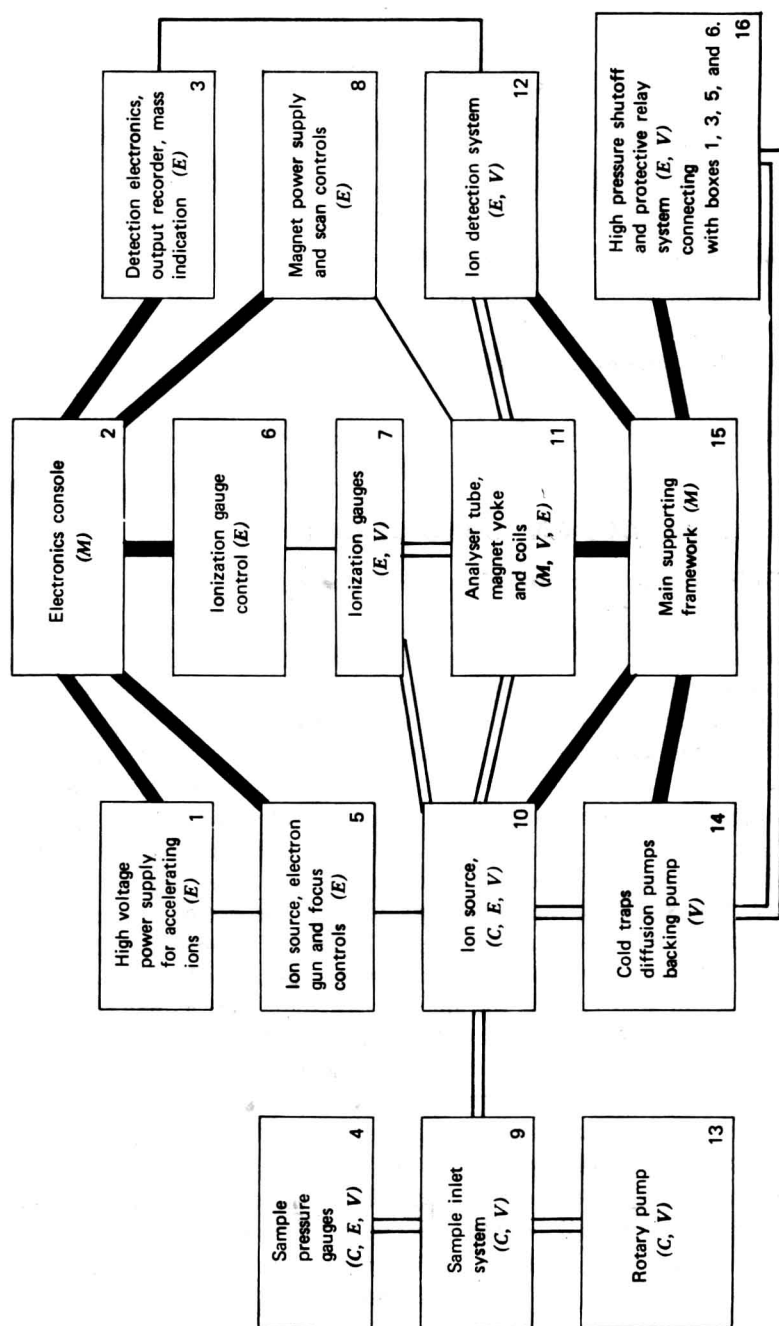 High voltage
power supply
for accelerating
ions (E)
1
Electronics console
(M)
2
Detection electronics,
output recorder, mass
indication (E)
3
Sample
pressure
gauges
(C, E, V)
4
Ion source, electron
gun and focus
controls (E)
5
Ionization gauge
control (E)
6
Ionization gauges
(E, V)
7
Magnet power supply
and scan controls
(E)
8
Sample inlet
system
(C, V)
9
Ion source,
(C, E, V)
10
Analyser tube,
magnet yoke
and coils
(M, V, E)
11
Ion detection system
(E, V)
12
Rotary pump
(C, V)
13
Cold traps
diffusion pumps
backing pump
(V)
14
Main supporting
framework (M)
15
High pressure shutoff
and protective relay
system (E, V)
connecting
with boxes 1, 3, 5, and 6.
16